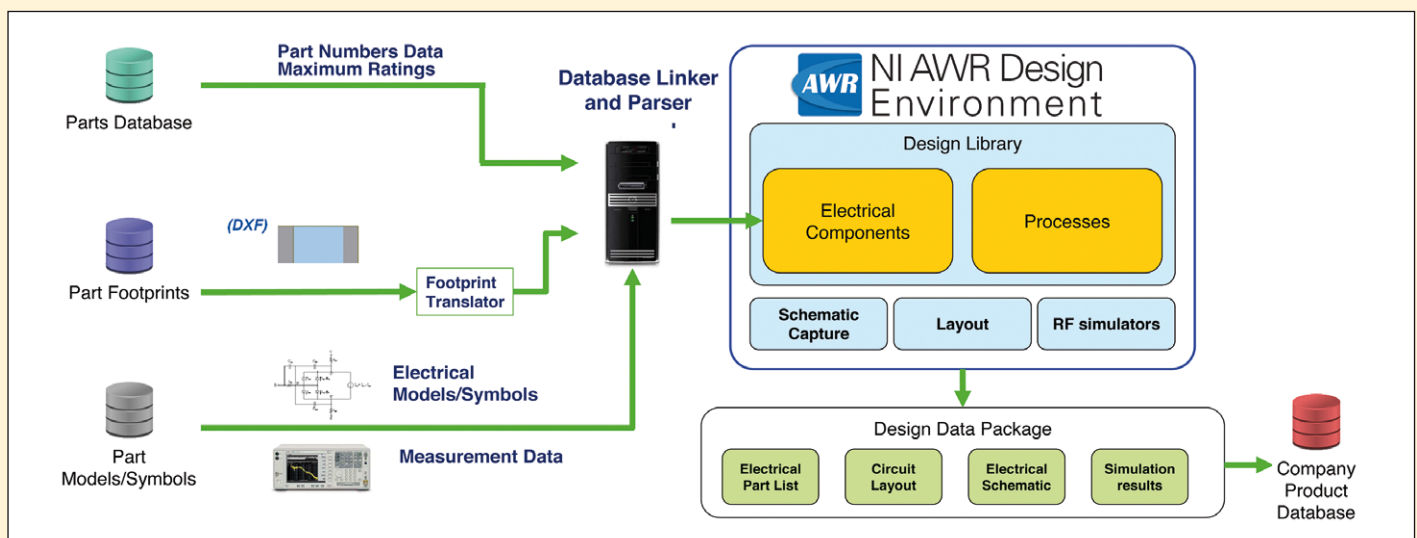 Part Numbers Data
Maximum Ratings
Parts Database
(DXF)
Part Footprints
Footprint
Translator
Electrical
Models/Symbols
Part
Models/Symbols
Measurement Data
Database Linker
and Parser
AWR
NI AWR Design
Environment
Design Library
Electrical
Components
Processes
Schematic
Capture
Layout
RF simulators
Design Data Package
Electrical
Part List
Circuit
Layout
Electrical
Schematic
Simulation
results
Company
Product
Database